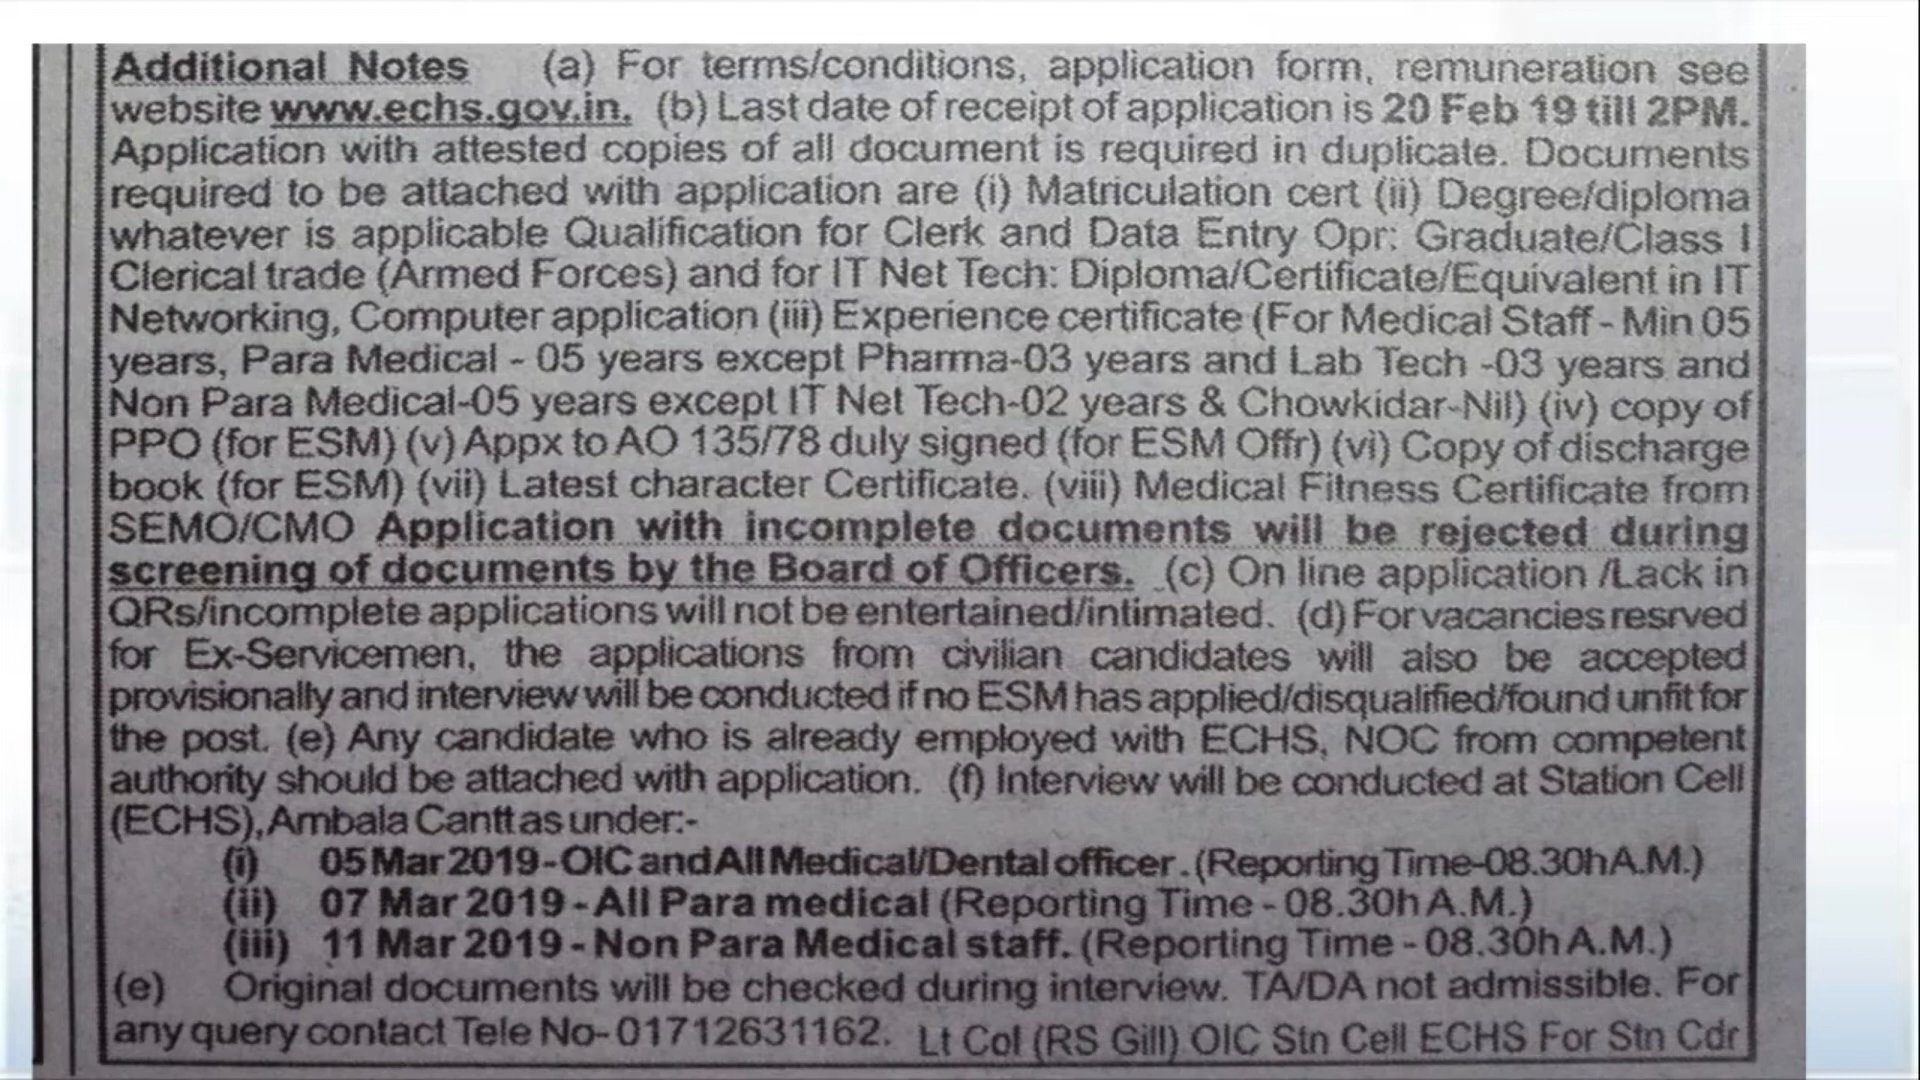 Additional Notes (a) For terms/conditions, application form, remuneration see
website www.echs.gov.in. (b) Last date of receipt of application is 20 Feb 19 till 2PM.
Application with attested copies of all document is required in duplicate. Documents
required to be attached with application are (i) Matriculation cert (ii) Degree/diploma
whatever is applicable Qualification for Clerk and Data Entry Opr: Graduate/Class I
Clerical trade (Armed Forces) and for IT Net Tech: Diploma/Certificate/Equivalent in IT
Networking, Computer application (iii) Experience certificate (For Medical Staff - Min 05
years, Para Medical - 05 years except Pharma-03 years and Lab Tech -03 years and
Non Para Medical-05 years except IT Net Tech-02 years & Chowkidar-Nil) (iv) copy of
PPO (for ESM) (v) Appx to AO 135/78 duly signed (for ESM Offr) (vi) Copy of discharge
book (for ESM) (vii) Latest character Certificate. (viii) Medical Fitness Certificate from
SEMO/CMO Application with incomplete documents will be rejected during
screening of documents by the Board of Officers. (c) On line application /Lack in
QRs/incomplete applications will not be entertained/intimated. (d) For vacancies resrved
for Ex-Servicemen, the applications from civilian candidates will also be accepted
provisionally and interview will be conducted if no ESM has applied/disqualified/found unfit for
the post. (e) Any candidate who is already employed with ECHS, NOC from competent
authority should be attached with application. (f) Interview will be conducted at Station Cell
(ECHS), Ambala Cantt as under:-
(i) 05 Mar 2019 - OIC and All Medical/Dental officer. (Reporting Time-08.30h A.M.)
(ii) 07 Mar 2019 - All Para medical (Reporting Time - 08.30h A.M.)
(iii) 11 Mar 2019 - Non Para Medical staff. (Reporting Time - 08.30h A.M.)
(e) Original documents will be checked during interview. TA/DA not admissible. For
any query contact Tele No- 01712631162. Lt Col (RS Gill) OIC Stn Cell ECHS For Stn Cdr